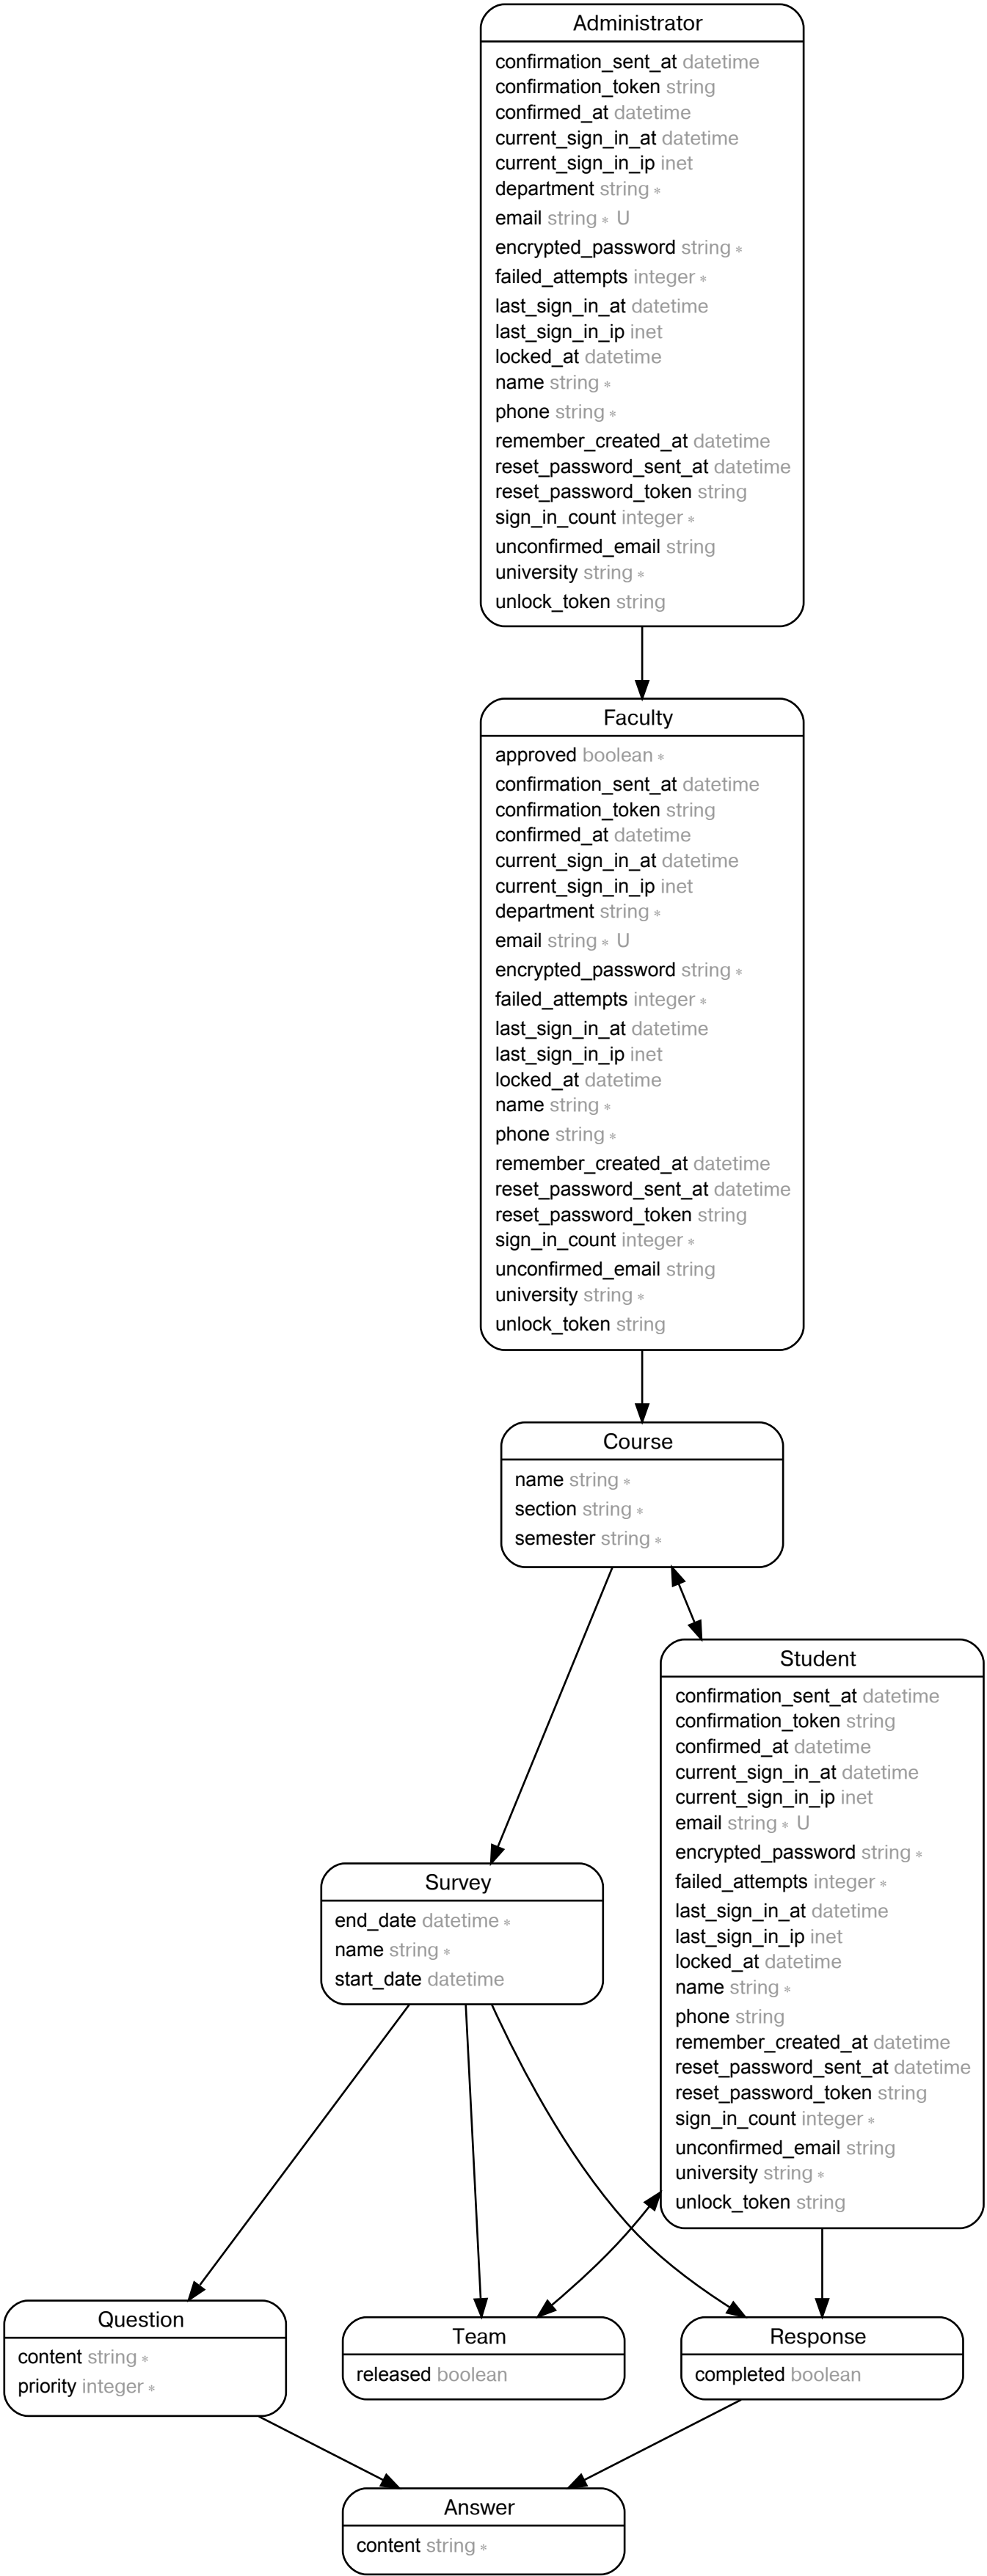 Administrator
confirmation_sent_at datetime
confirmation_token string
confirmed_at datetime
current_sign_in_at datetime
current_sign_in_ip inet
department string *
email string * U
encrypted_password string *
failed_attempts integer *
last_sign_in_at datetime
last_sign_in_ip inet
locked_at datetime
name string *
phone string *
remember_created_at datetime
reset_password_sent_at datetime
reset_password_token string
sign_in_count integer *
unconfirmed_email string
university string *
unlock_token string
Faculty
approved boolean *
confirmation_sent_at datetime
confirmation_token string
confirmed_at datetime
current_sign_in_at datetime
current_sign_in_ip inet
department string *
email string * U
encrypted_password string *
failed_attempts integer *
last_sign_in_at datetime
last_sign_in_ip inet
locked_at datetime
name string *
phone string *
remember_created_at datetime
reset_password_sent_at datetime
reset_password_token string
sign_in_count integer *
unconfirmed_email string
university string *
unlock_token string
Course
name string *
section string *
semester string *
Student
confirmation_sent_at datetime
confirmation_token string
confirmed_at datetime
current_sign_in_at datetime
current_sign_in_ip inet
email string * U
encrypted_password string *
failed_attempts integer *
last_sign_in_at datetime
last_sign_in_ip inet
locked_at datetime
name string *
phone string
remember_created_at datetime
reset_password_sent_at datetime
reset_password_token string
sign_in_count integer *
unconfirmed_email string
university string *
unlock_token string
Survey
end_date datetime *
name string *
start_date datetime
Question
content string *
priority integer *
Team
released boolean
Response
completed boolean
Answer
content string *